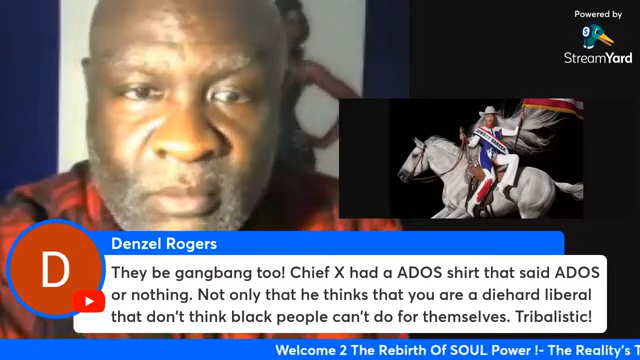 Powered by
StreamYard
Denzel Rogers
D
They be gangbang too! Chief X had a ADOS shirt that said ADOS
or nothing. Not only that he thinks that you are a diehard liberal
that don't think black people can't do for themselves. Tribalistic!
Welcome 2 The Rebirth Of SOUL Power !- The Reality's T